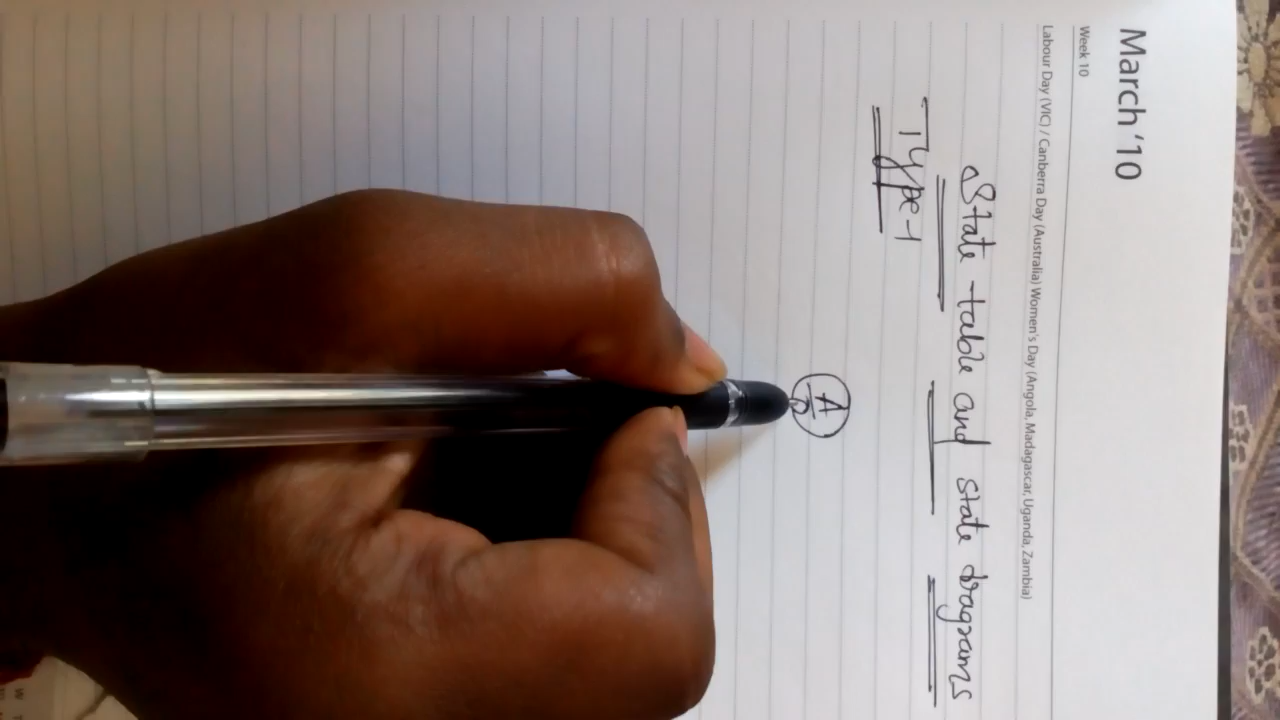 March '10
Week 10
Labour Day (VIC) / Canberra Day (Australia) Women's Day (Angola, Madagascar, Uganda, Zambia)
State table and state diagrams
Type-1
A